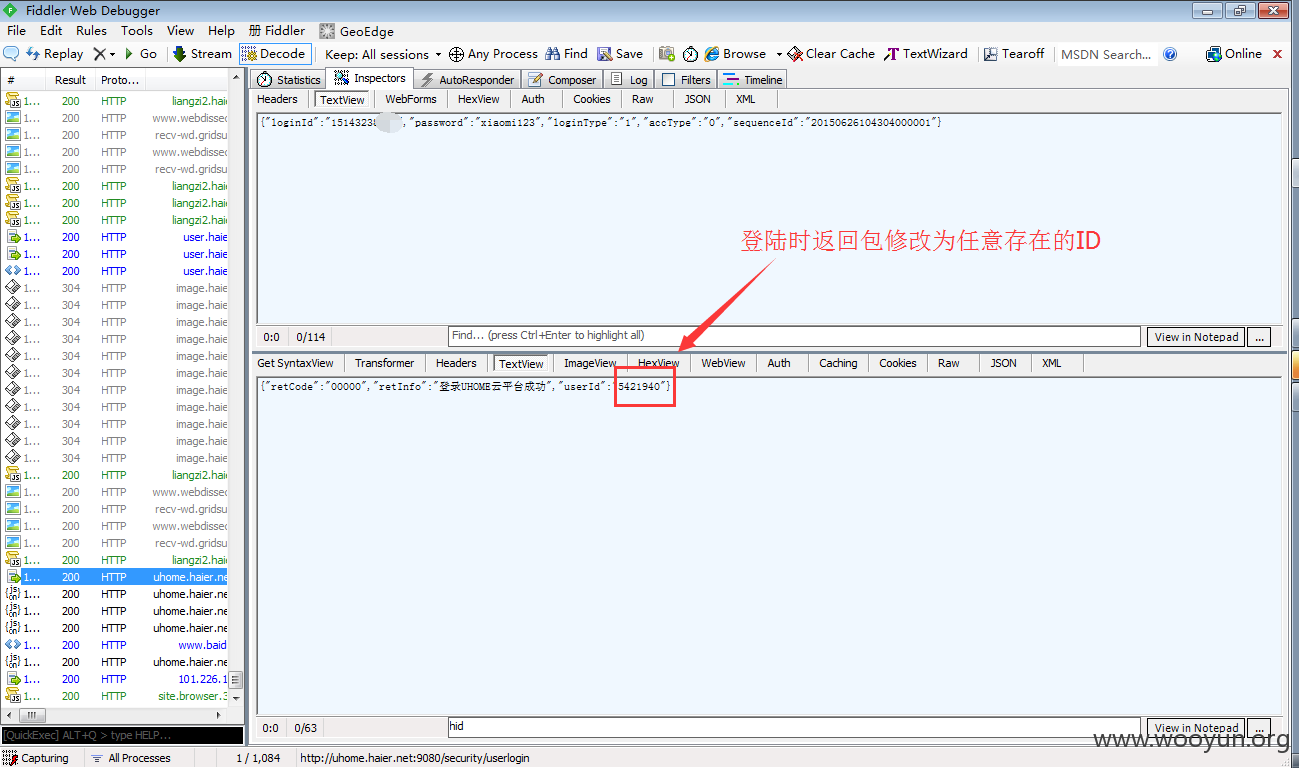 Fiddler Web Debugger
File Edit Rules Tools View Help 册 Fiddler GeoEdge
Replay Go Stream Decode Keep: All sessions Any Process Find Save Browse Clear Cache TextWizard Tearoff MSDN Search... Online
# Result Proto...
Statistics Inspectors AutoResponder Composer Log Filters Timeline
Headers TextView WebForms HexView Auth Cookies Raw JSON XML
{"loginId":"1514323 ","password":"xiaomi123","loginType":"1","accType":"0","sequenceId":"20150626104304000001"}
1... 200 HTTP liangzi2.hai
1... 200 HTTP www.webdissec
1... 200 HTTP recv-wd.gridsu
1... 200 HTTP www.webdissec
1... 200 HTTP recv-wd.gridsu
1... 200 HTTP liangzi2.hai
1... 200 HTTP liangzi2.hai
1... 200 HTTP liangzi2.hai
1... 200 HTTP user.haie
1... 200 HTTP user.haie
1... 200 HTTP user.haie
1... 304 HTTP image.haie
1... 304 HTTP image.haie
1... 304 HTTP image.haie
1... 304 HTTP image.haie
1... 304 HTTP image.haie
1... 304 HTTP image.haie
1... 304 HTTP image.haie
1... 304 HTTP image.haie
1... 304 HTTP image.haie
1... 304 HTTP image.haie
1... 304 HTTP image.haie
1... 200 HTTP liangzi2.hai
1... 200 HTTP www.webdissec
1... 200 HTTP recv-wd.gridsu
1... 200 HTTP www.webdissec
1... 200 HTTP recv-wd.gridsu
1... 200 HTTP liangzi2.hai
1... 200 HTTP uhome.haier.ne
1... 200 HTTP uhome.haier.ne
1... 200 HTTP uhome.haier.ne
1... 200 HTTP uhome.haier.ne
1... 200 HTTP www.baid
1... 200 HTTP uhome.haier.ne
1... 200 HTTP 101.226.1
1... 200 HTTP site.browser.3
登陆时返回包修改为任意存在的ID
0:0 0/114 Find... (press Ctrl+Enter to highlight all) View in Notepad ...
Get SyntaxView Transformer Headers TextView ImageView HexView WebView Auth Caching Cookies Raw JSON XML
{"retCode":"00000","retInfo":"登录UHOME云平台成功","userId":"5421940"}
0:0 0/63 hid View in Notepad ...
[QuickExec] ALT+Q > type HELP...
www.wooyun.org
Capturing All Processes 1 / 1,084 http://uhome.haier.net:9080/security/userlogin